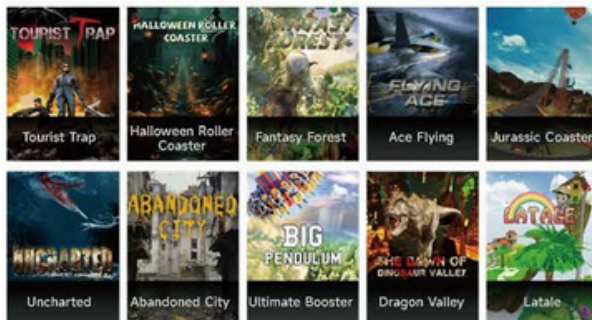 TOURIST TRAP
Tourist Trap
HALLOWEEN ROLLER
COASTER
Halloween Roller
Coaster
FOREST
Fantasy Forest
FLYING
ACE
Ace Flying
Jurassic Coaster
UNCHARTED
Uncharted
ABANDONED
CITY
Abandoned City
BIG
PENDULUM
Ultimate Booster
THE DAWN OF
DINOSAUR VALLEY
Dragon Valley
LATALE
Latale